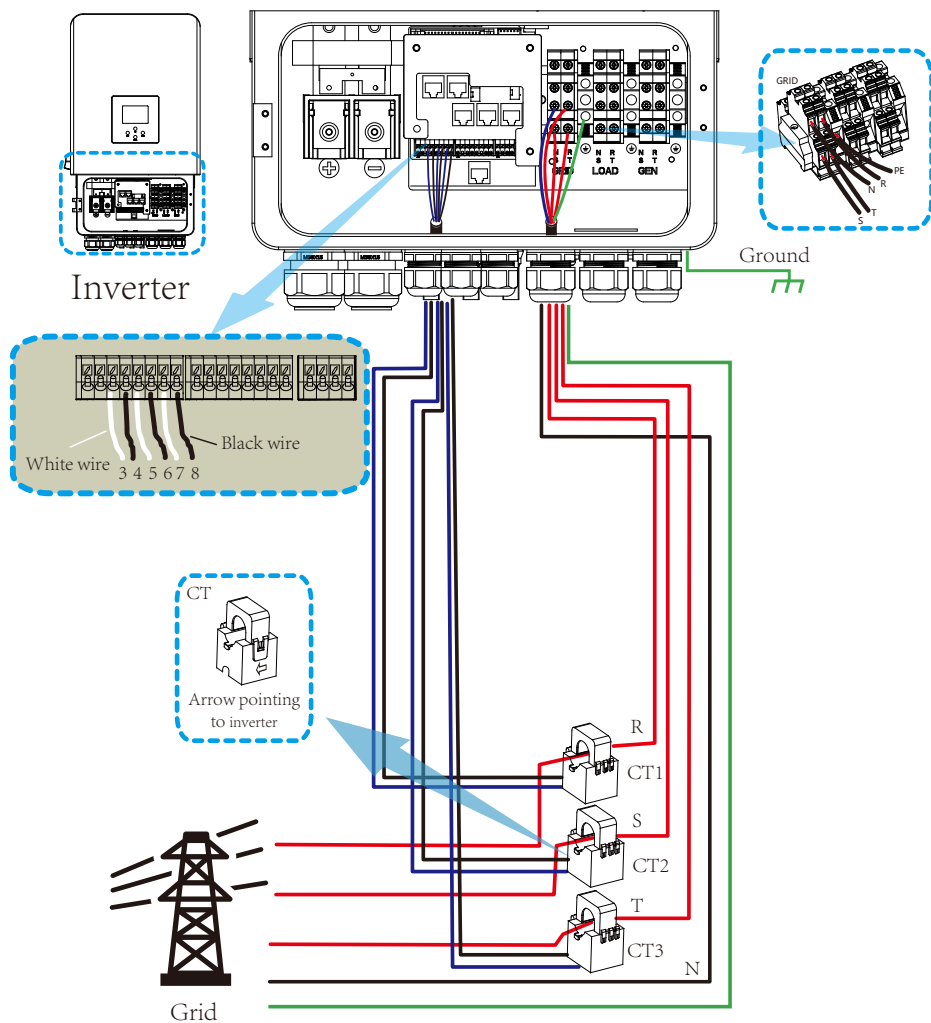 GRID
PE
R
N
T
S
N R
S T
GRID
N R
S T
LOAD
N R
S T
GEN
Ground
Inverter
White wire
Black wire
3 4 5 6 7 8
CT
Arrow pointing
to inverter
R
CT1
S
CT2
T
CT3
N
Grid